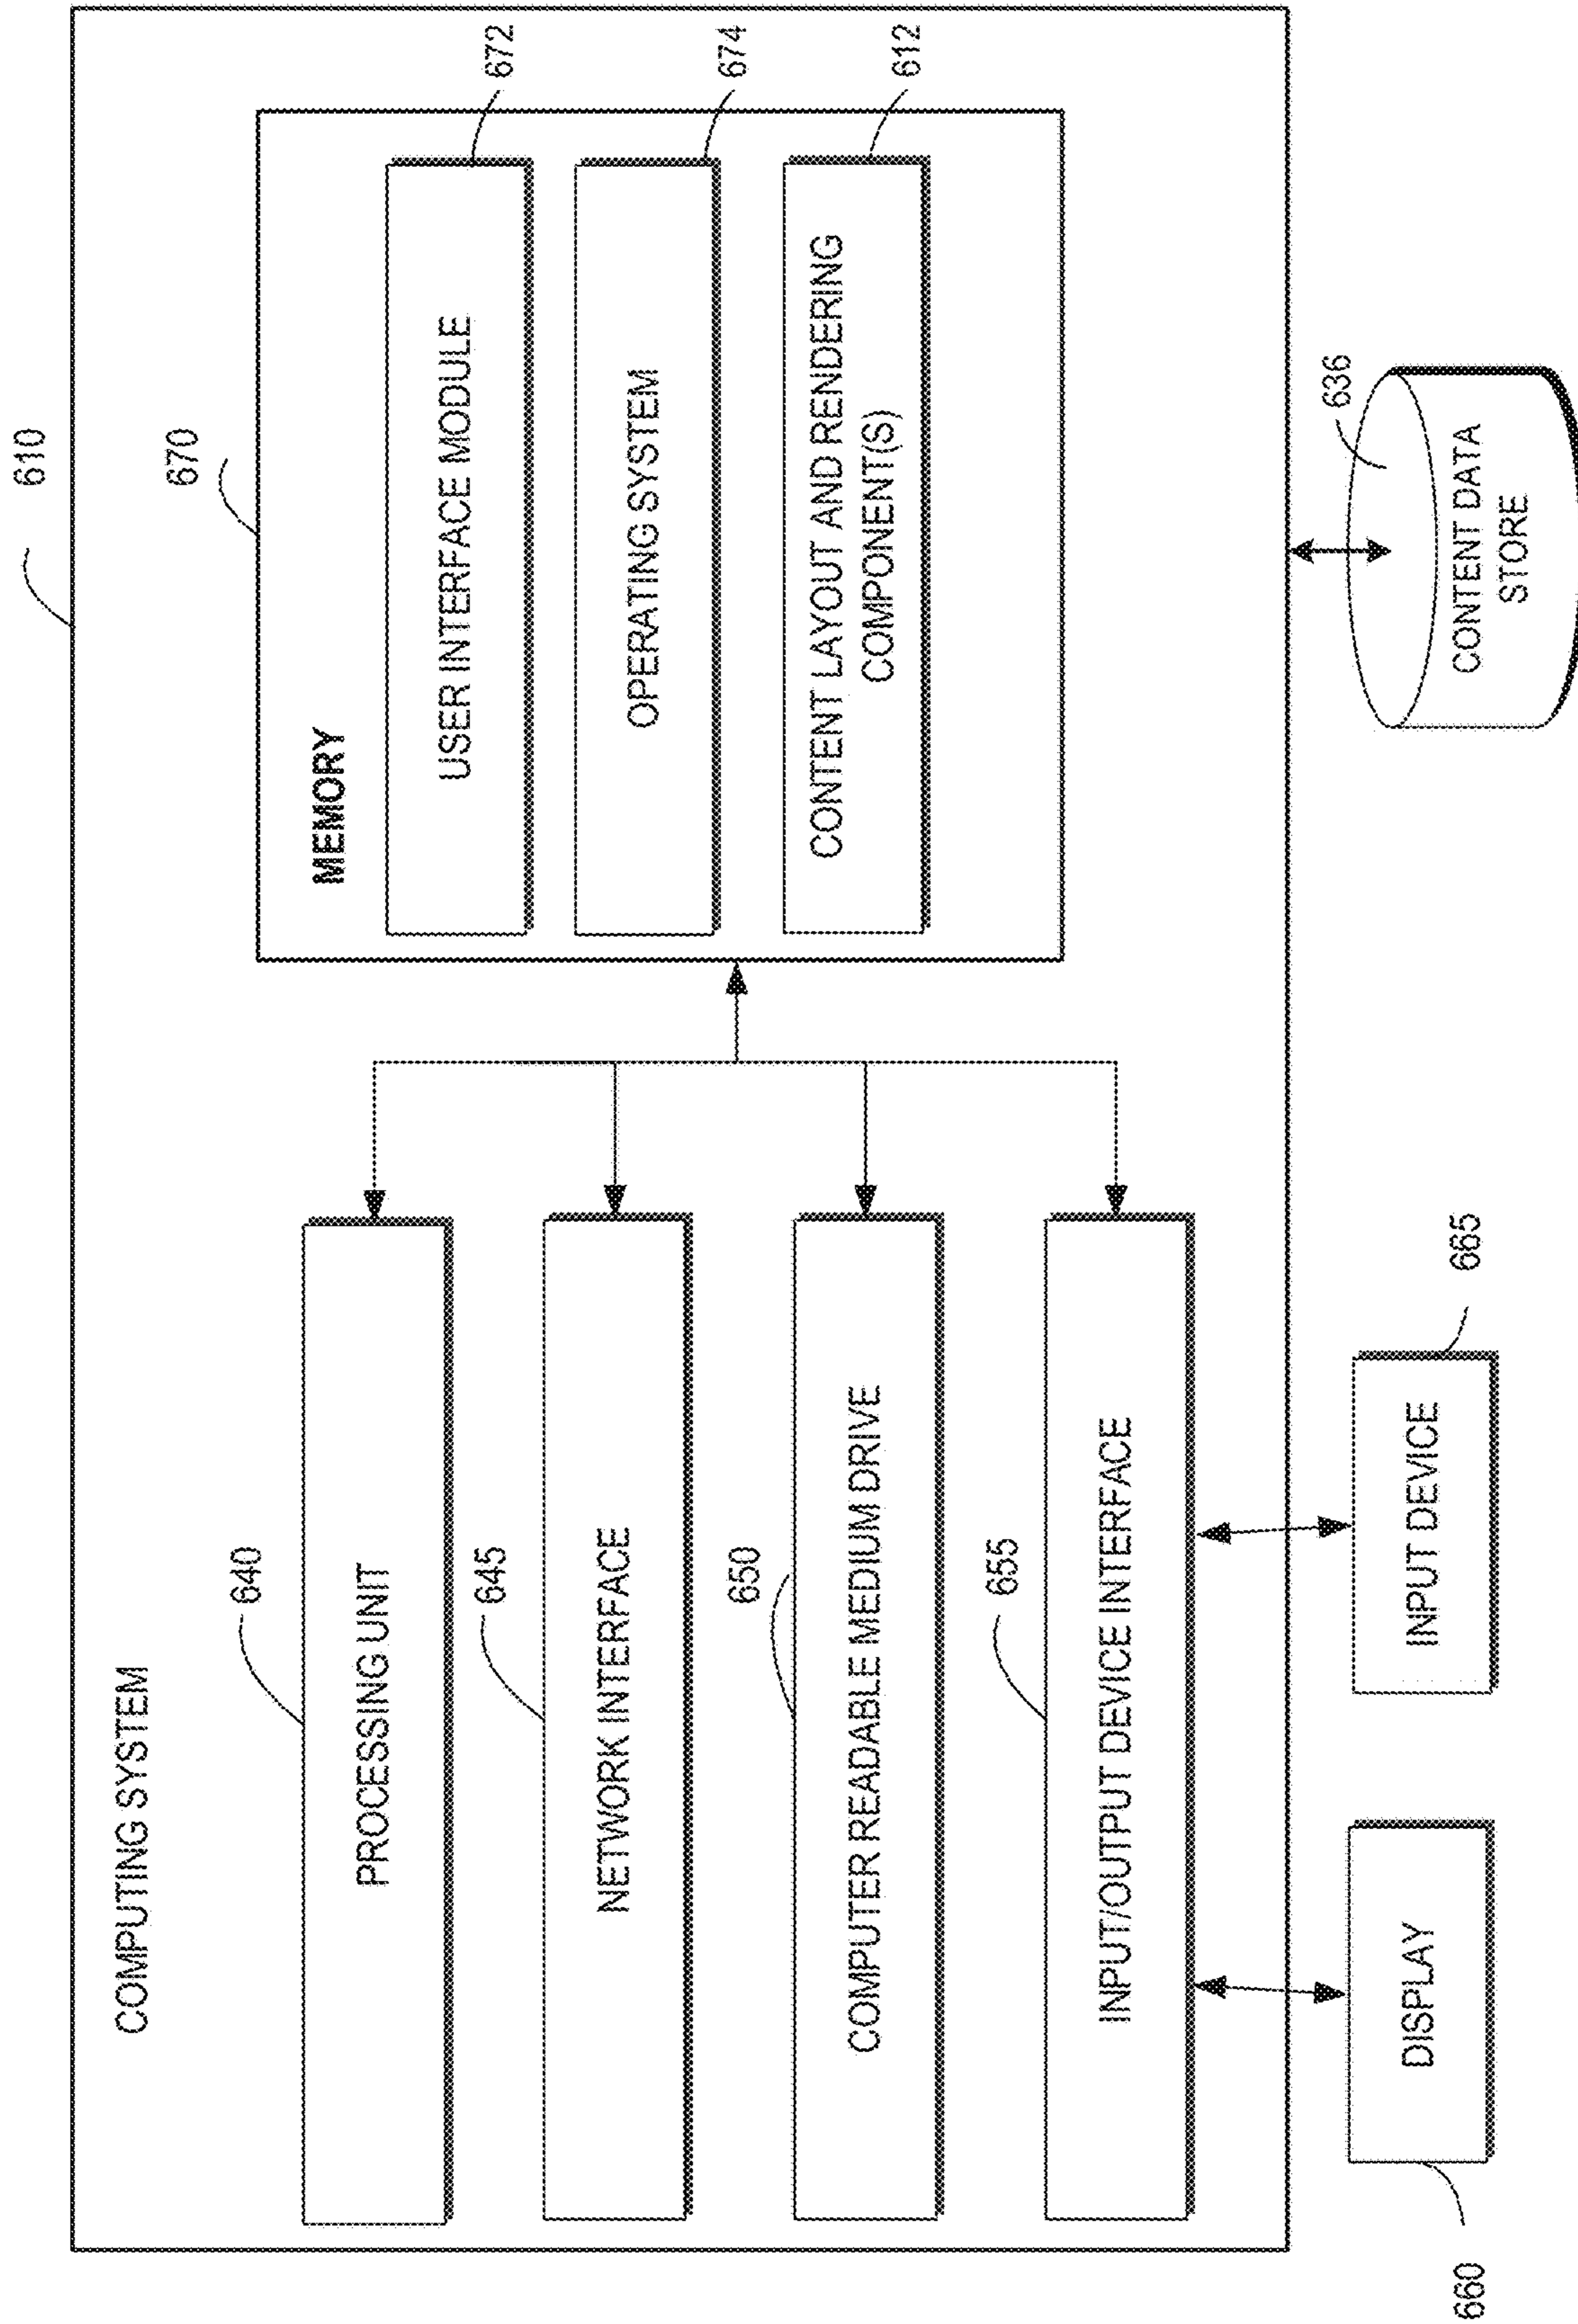 610
COMPUTING SYSTEM
670
MEMORY
640
PROCESSING UNIT
672
USER INTERFACE MODULE
645
NETWORK INTERFACE
674
OPERATING SYSTEM
650
COMPUTER READABLE MEDIUM DRIVE
612
CONTENT LAYOUT AND RENDERING
COMPONENT(S)
655
INPUT/OUTPUT DEVICE INTERFACE
660
DISPLAY
665
INPUT DEVICE
636
CONTENT DATA
STORE